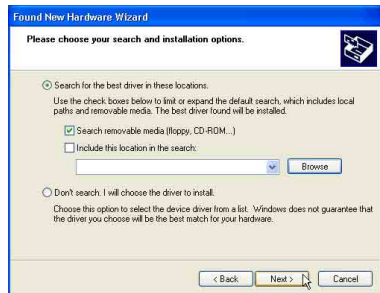 Found New Hardware Wizard
Please choose your search and installation options.
Search for the best driver in these locations.
Use the check boxes below to limit or expand the default search, which includes local
paths and removable media. The best driver found will be installed.
Search removable media (floppy, CD-ROM...)
Include this location in the search:
Browse
Don't search. I will choose the driver to install.
Choose this option to select the device driver from a list. Windows does not guarantee that
the driver you choose will be the best match for your hardware.
< Back
Next >
Cancel